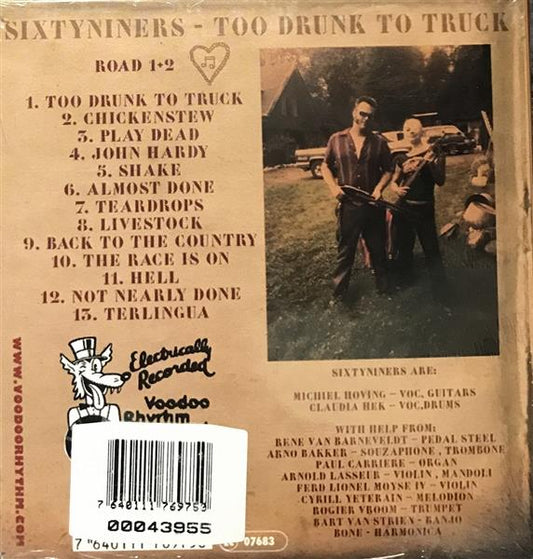 SIXTYNINERS - TOO DRUNK TO TRUCK
ROAD 1+2
1. TOO DRUNK TO TRUCK
2. CHICKENSTEW
3. PLAY DEAD
4. JOHN HARDY
5. SHAKE
6. ALMOST DONE
7. TEARDROPS
8. LIVESTOCK
9. BACK TO THE COUNTRY
10. THE RACE IS ON
11. HELL
12. NOT NEARLY DONE
13. TERLINGUA
WWW.VOODOORHYTHM.COM
Electrically
Recorded
Voodoo
Rhythm
7 640111 769753
00043955
07683
SIXTYNINERS ARE:
MICHIEL HOVING – VOC, GUITARS
CLAUDIA HEK – VOC,DRUMS
WITH HELP FROM:
RENE VAN BARNEVELDT – PEDAL STEEL
ARNO BAKKER – SOUZAPHONE, TROMBONE
PAUL CARRIERE – ORGAN
ARNOLD LASSEUR – VIOLIN, MANDOLI
FERD LIONEL MOYSE IV – VIOLIN
CYRILL YETERAIN – MELODION
ROGIER VBOOM – TRUMPET
BART VAN STRIEN – BANJO
BONE – HARMONICA